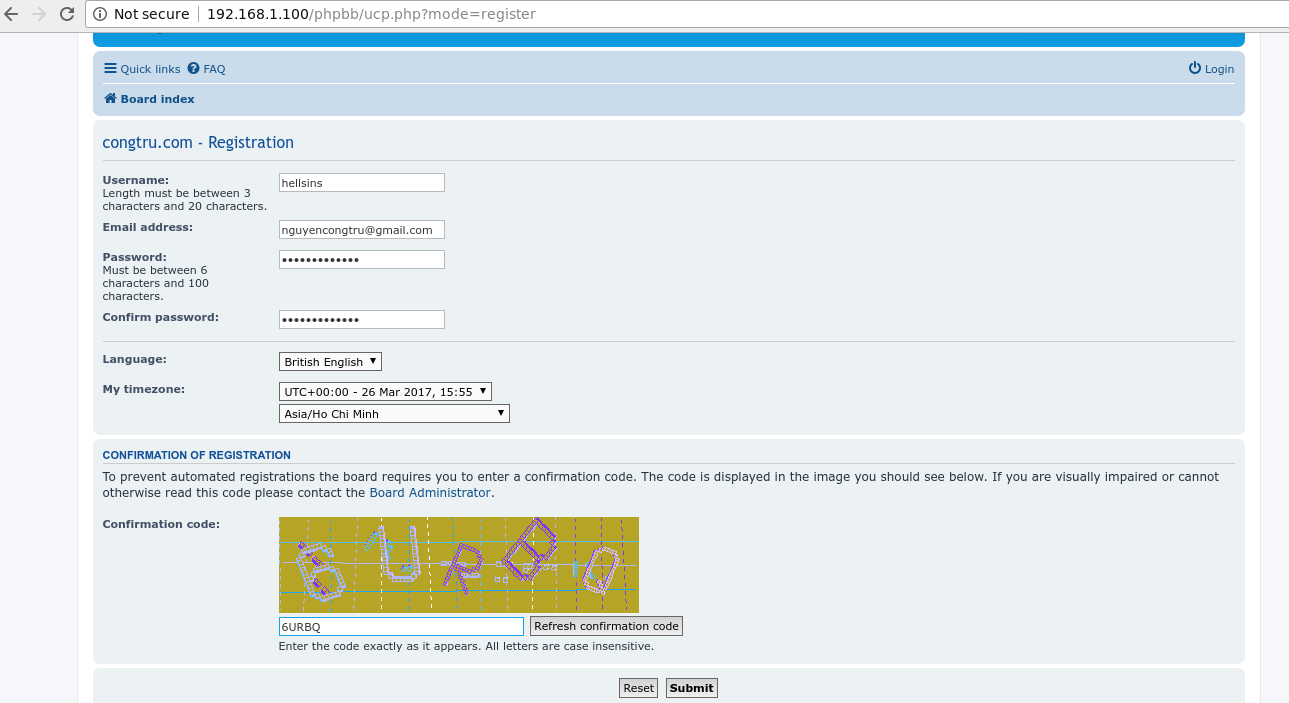 Not secure 192.168.1.100/phpbb/ucp.php?mode=register
Quick links FAQ Login
Board index
congtru.com - Registration
Username: hellsins
Length must be between 3
characters and 20 characters.
Email address: nguyencongtru@gmail.com
Password: •••••••••••••
Must be between 6
characters and 100
characters.
Confirm password: •••••••••••••
Language: British English
My timezone: UTC+00:00 - 26 Mar 2017, 15:55
Asia/Ho Chi Minh
CONFIRMATION OF REGISTRATION
To prevent automated registrations the board requires you to enter a confirmation code. The code is displayed in the image you should see below. If you are visually impaired or cannot
otherwise read this code please contact the Board Administrator.
Confirmation code:
6URBQ Refresh confirmation code
Enter the code exactly as it appears. All letters are case insensitive.
Reset Submit